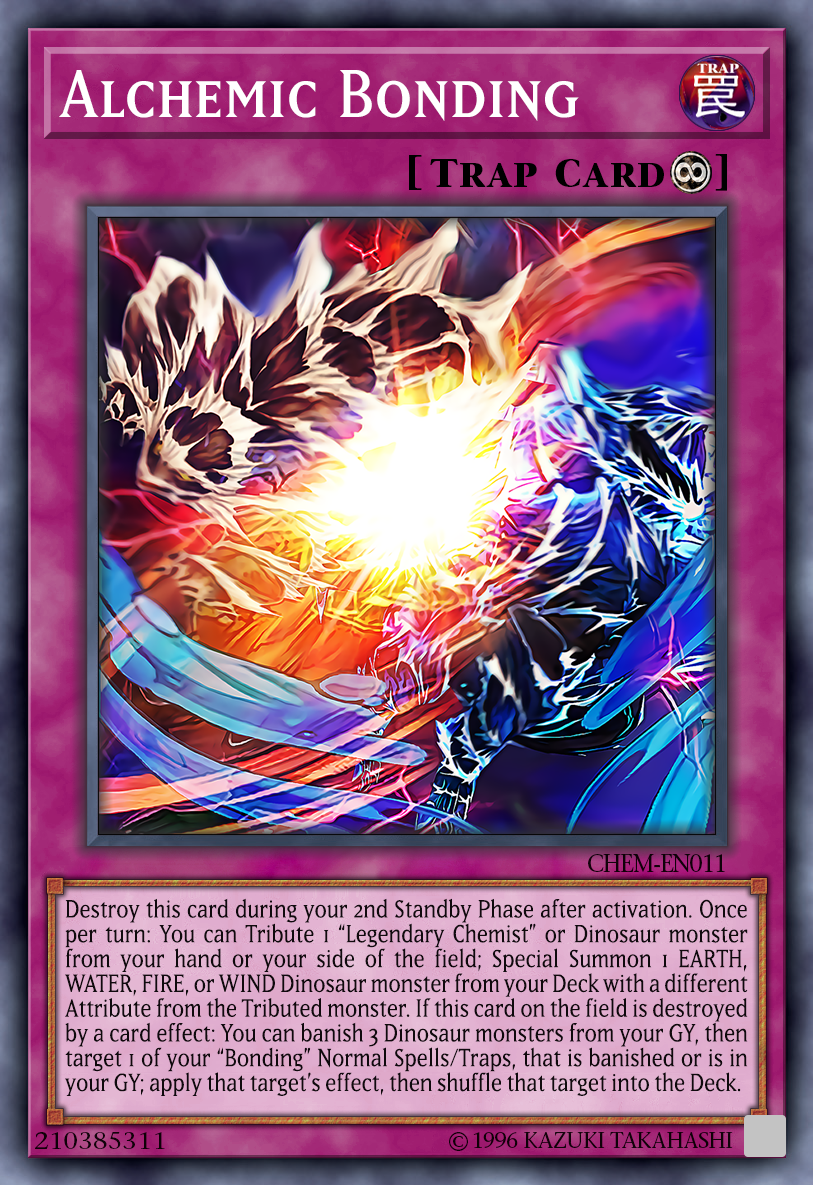 ALCHEMIC BONDING
TRAP
罠
[TRAP CARD∞]
CHEM-EN011
Destroy this card during your 2nd Standby Phase after activation. Once
per turn: You can Tribute 1 “Legendary Chemist” or Dinosaur monster
from your hand or your side of the field; Special Summon 1 EARTH,
WATER, FIRE, or WIND Dinosaur monster from your Deck with a different
Attribute from the Tributed monster. If this card on the field is destroyed
by a card effect: You can banish 3 Dinosaur monsters from your GY, then
target 1 of your “Bonding” Normal Spells/Traps, that is banished or is in
your GY; apply that target’s effect, then shuffle that target into the Deck.
210385311
© 1996 KAZUKI TAKAHASHI